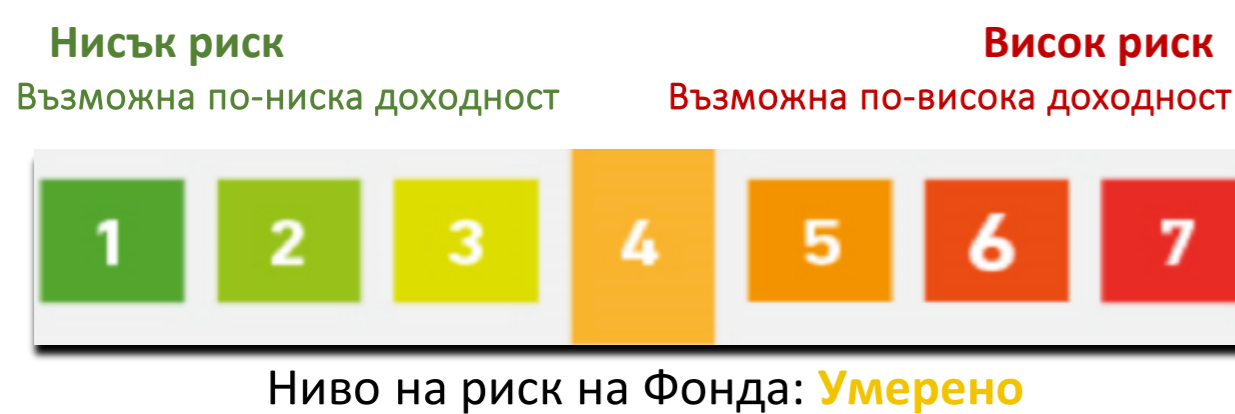 Нисък риск Висок риск
Възможна по-ниска доходност Възможна по-висока доходност
1 2 3 4 5 6 7
Ниво на риск на Фонда: Умерено